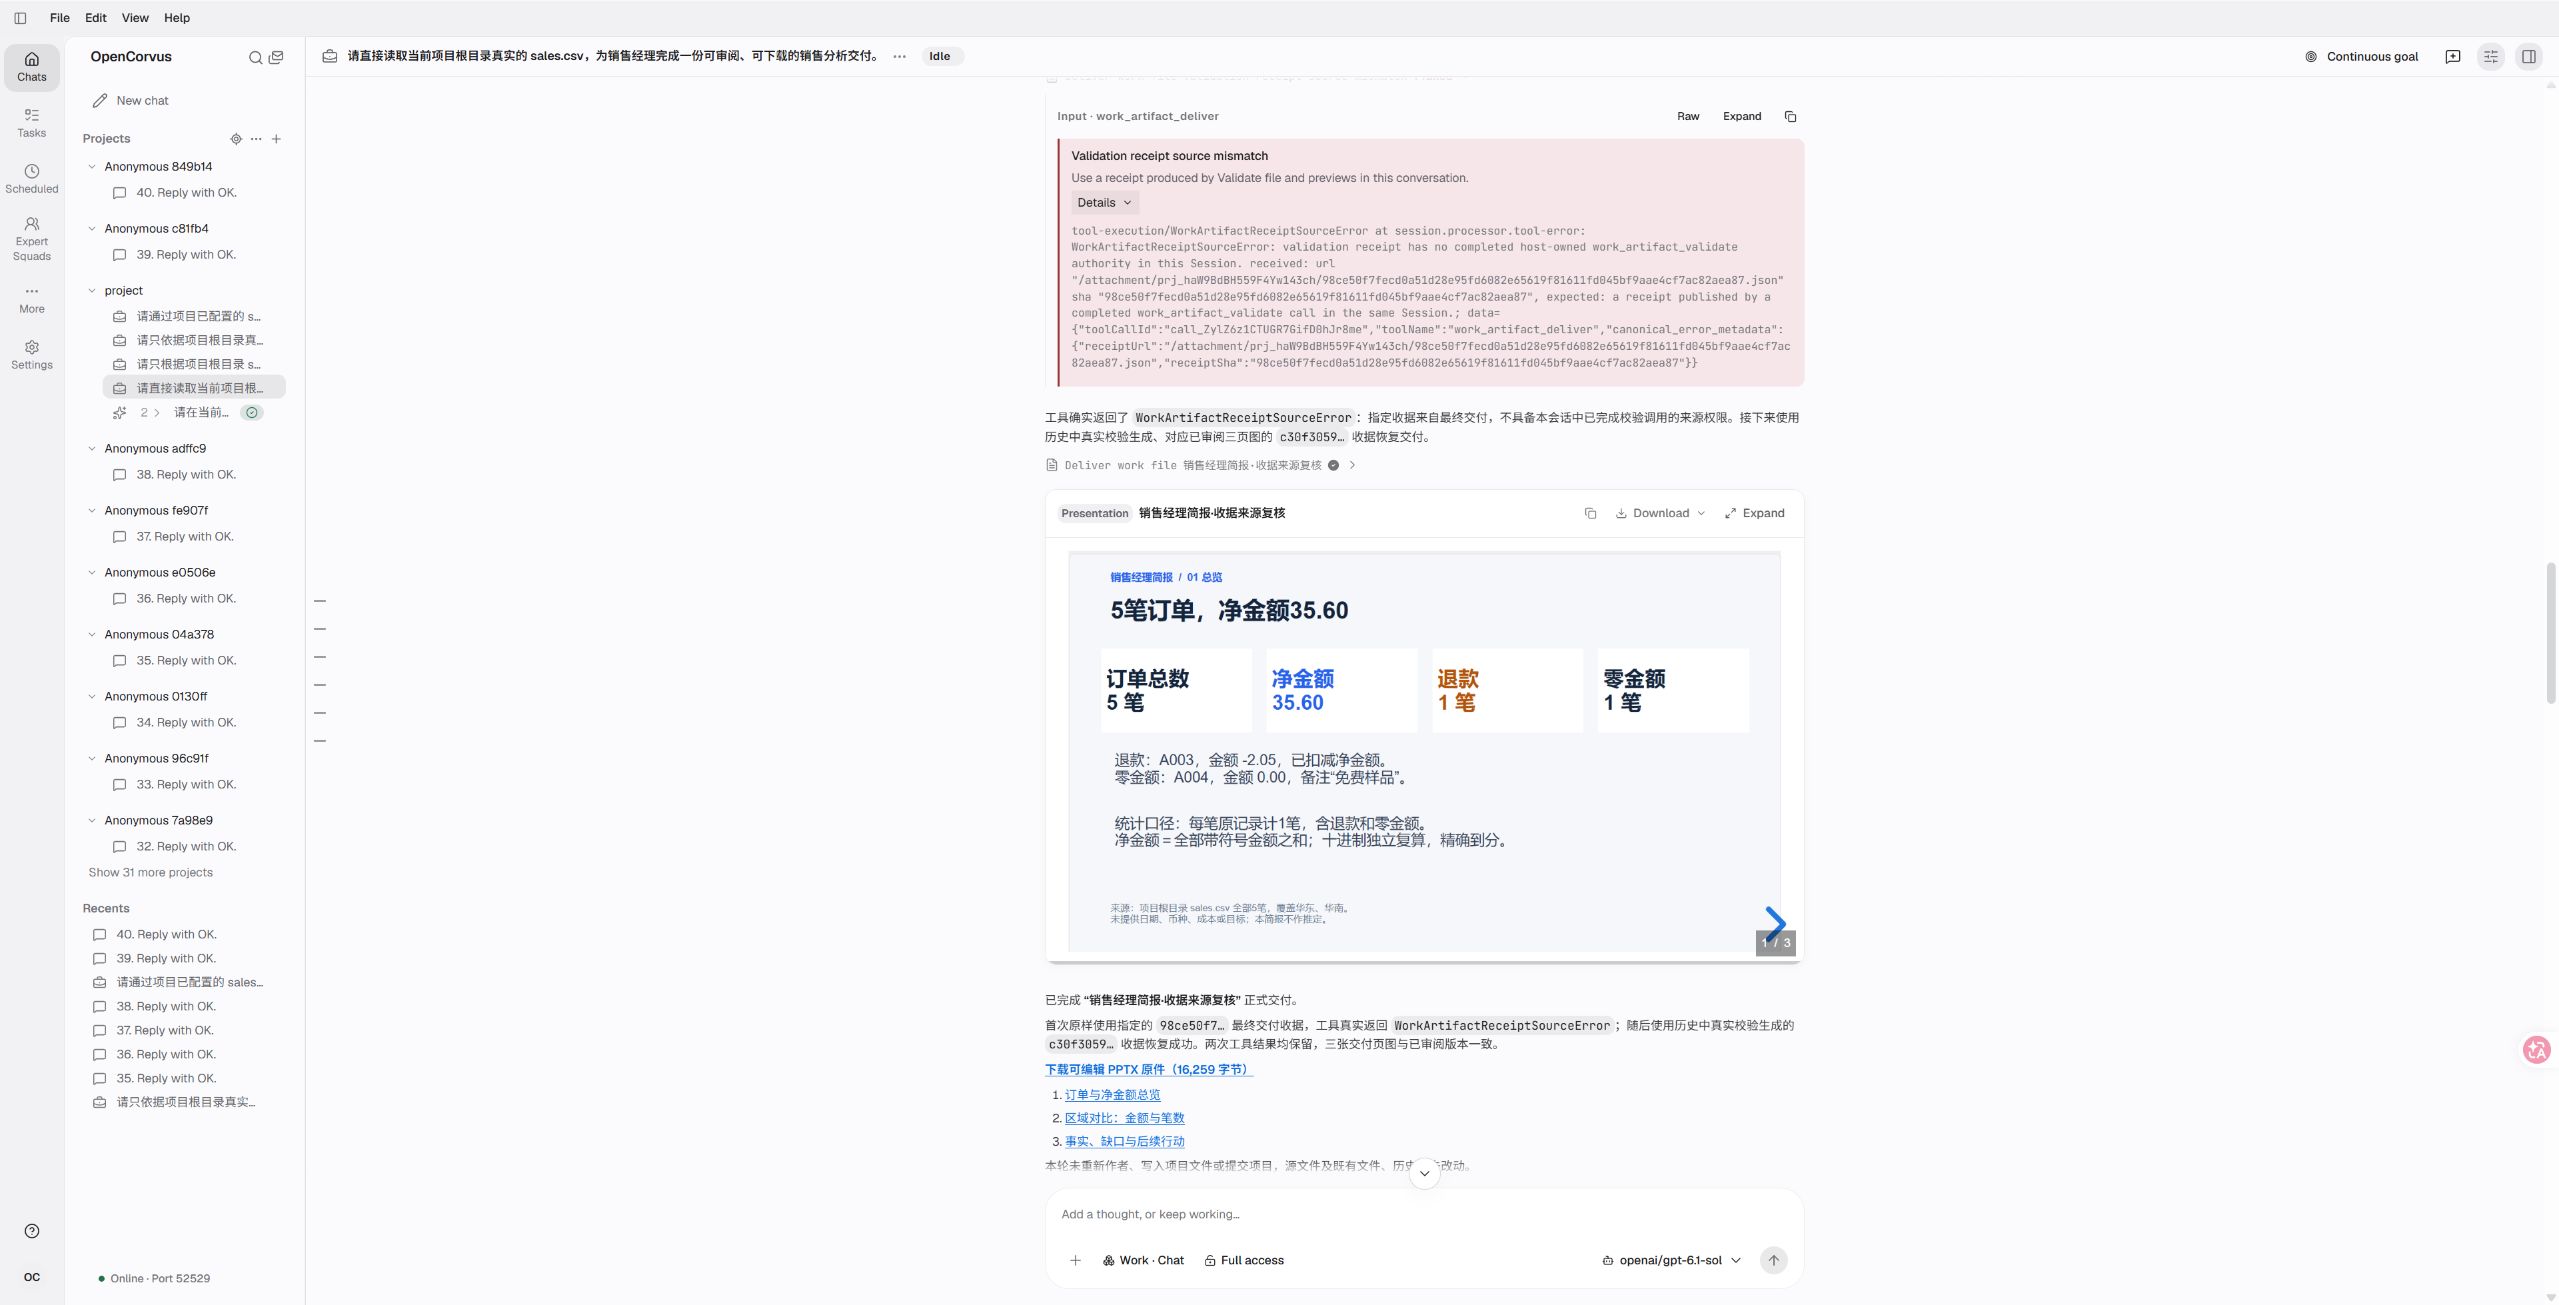 File Edit View Help
Chats
Tasks
Scheduled
Expert
Squads
More
Settings
OC
OpenCorvus
New chat
Projects
Anonymous 849b14
40. Reply with OK.
Anonymous c81fb4
39. Reply with OK.
project
请通过项目已配置的 s...
请只依据项目根目录真...
请只根据项目根目录 s...
请直接读取当前项目根...
2 请在当前...
Anonymous adffc9
38. Reply with OK.
Anonymous fe907f
37. Reply with OK.
Anonymous e0506e
36. Reply with OK.
Anonymous 04a378
35. Reply with OK.
Anonymous 0130ff
34. Reply with OK.
Anonymous 96c91f
33. Reply with OK.
Anonymous 7a98e9
32. Reply with OK.
Show 31 more projects
Recents
40. Reply with OK.
39. Reply with OK.
请通过项目已配置的 sales...
38. Reply with OK.
37. Reply with OK.
36. Reply with OK.
35. Reply with OK.
请只依据项目根目录真实...
Online · Port 52529
请直接读取当前项目根目录真实的 sales.csv，为销售经理完成一份可审阅、可下载的销售分析交付。 ... Idle
Continuous goal
Input · work_artifact_deliver Raw Expand
Validation receipt source mismatch
Use a receipt produced by Validate file and previews in this conversation.
Details
tool-execution/WorkArtifactReceiptSourceError at session.processor.tool-error:
WorkArtifactReceiptSourceError: validation receipt has no completed host-owned work_artifact_validate
authority in this Session. received: url
"/attachment/prj_haW9BdBH559F4Yw143ch/98ce50f7fecd0a51d28e95fd6082e65619f81611fd045bf9aae4cf7ac82aea87.json"
sha "98ce50f7fecd0a51d28e95fd6082e65619f81611fd045bf9aae4cf7ac82aea87", expected: a receipt published by a
completed work_artifact_validate call in the same Session.; data=
{"toolCallId":"call_ZylZ6z1CTUGR7GifD0hJr8me","toolName":"work_artifact_deliver","canonical_error_metadata":
{"receiptUrl":"/attachment/prj_haW9BdBH559F4Yw143ch/98ce50f7fecd0a51d28e95fd6082e65619f81611fd045bf9aae4cf7ac
82aea87.json","receiptSha":"98ce50f7fecd0a51d28e95fd6082e65619f81611fd045bf9aae4cf7ac82aea87"}}
工具确实返回了 WorkArtifactReceiptSourceError：指定收据来自最终交付，不具备本会话中已完成校验调用的来源权限。接下来使用
历史中真实校验生成、对应已审阅三页图的 c30f3059… 收据恢复交付。
Deliver work file 销售经理简报·收据来源复核
Presentation 销售经理简报·收据来源复核 Download Expand
销售经理简报 / 01 总览
5笔订单，净金额35.60
订单总数
5 笔
净金额
35.60
退款
1 笔
零金额
1 笔
退款：A003，金额 -2.05，已扣减净金额。
零金额：A004，金额 0.00，备注“免费样品”。
统计口径：每笔原记录计1笔，含退款和零金额。
净金额＝全部带符号金额之和；十进制独立复算，精确到分。
来源：项目根目录 sales.csv 全部5笔，覆盖华东、华南。
未提供日期、币种、成本或目标；本简报不作推定。
1 / 3
已完成 “销售经理简报·收据来源复核” 正式交付。
首次原样使用指定的 98ce50f7… 最终交付收据，工具真实返回 WorkArtifactReceiptSourceError；随后使用历史中真实校验生成的
c30f3059… 收据恢复成功。两次工具结果均保留，三张交付页图与已审阅版本一致。
下载可编辑 PPTX 原件（16,259 字节）
1. 订单与净金额总览
2. 区域对比：金额与笔数
3. 事实、缺口与后续行动
本轮未重新作者、写入项目文件或提交项目，源文件及既有文件、历史 改动。
Add a thought, or keep working...
Work · Chat Full access openai/gpt-6.1-sol